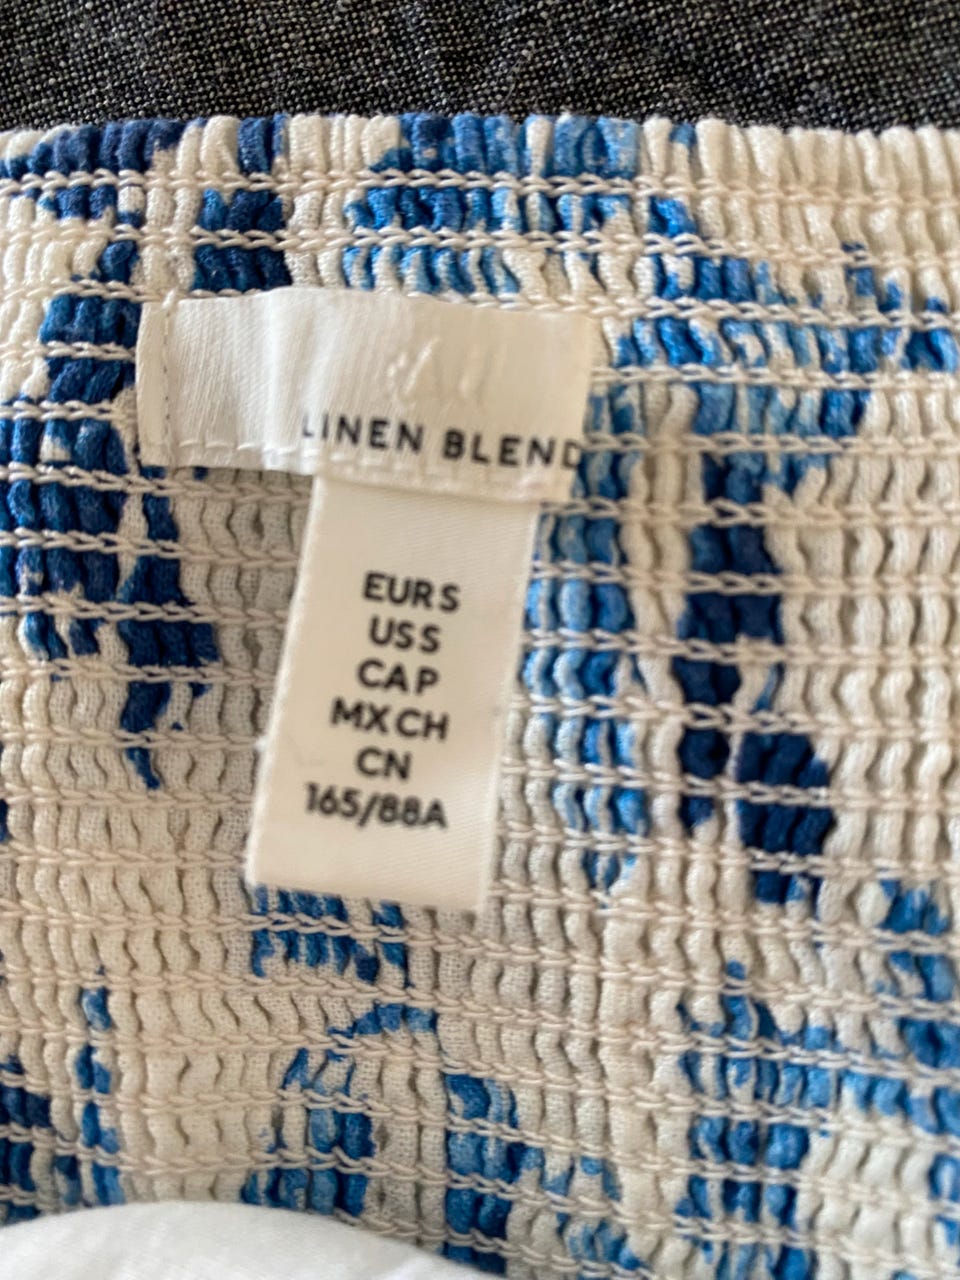 LINEN BLEND
EUR S
US S
CA P
MX CH
CN
165/88A